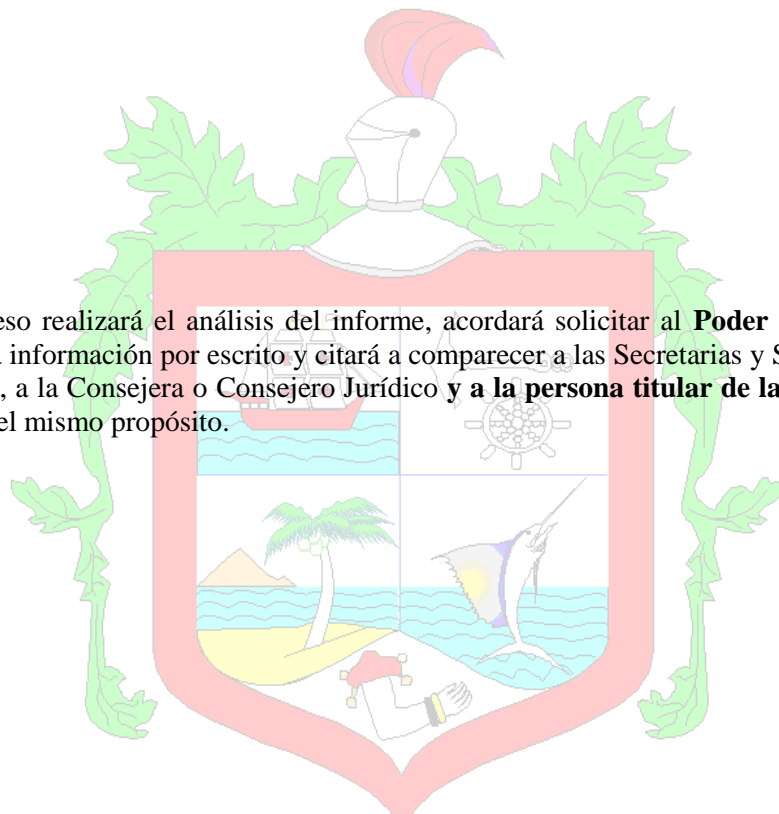 eso realizará el análisis del informe, acordará solicitar al Poder
información por escrito y citará a comparecer a las Secretarias y S
, a la Consejera o Consejero Jurídico y a la persona titular de la
el mismo propósito.